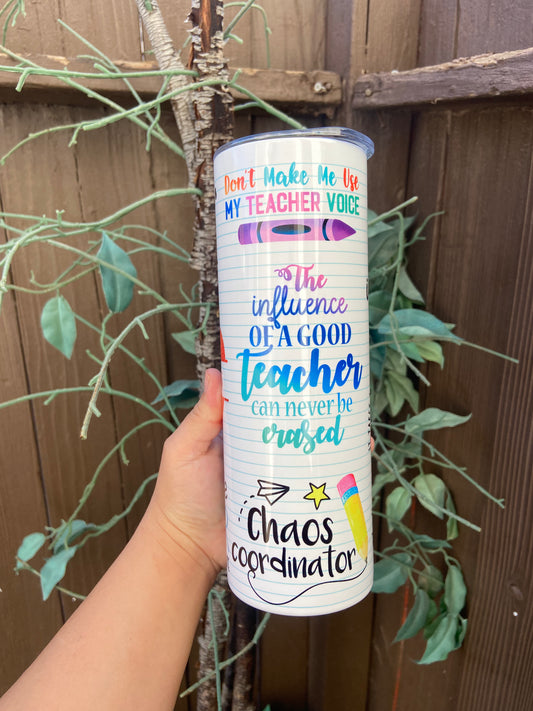 Don't Make Me Use
MY TEACHER VOICE
The
influence
OF A GOOD
Teacher
can never be
erased
Chaos
coordinator